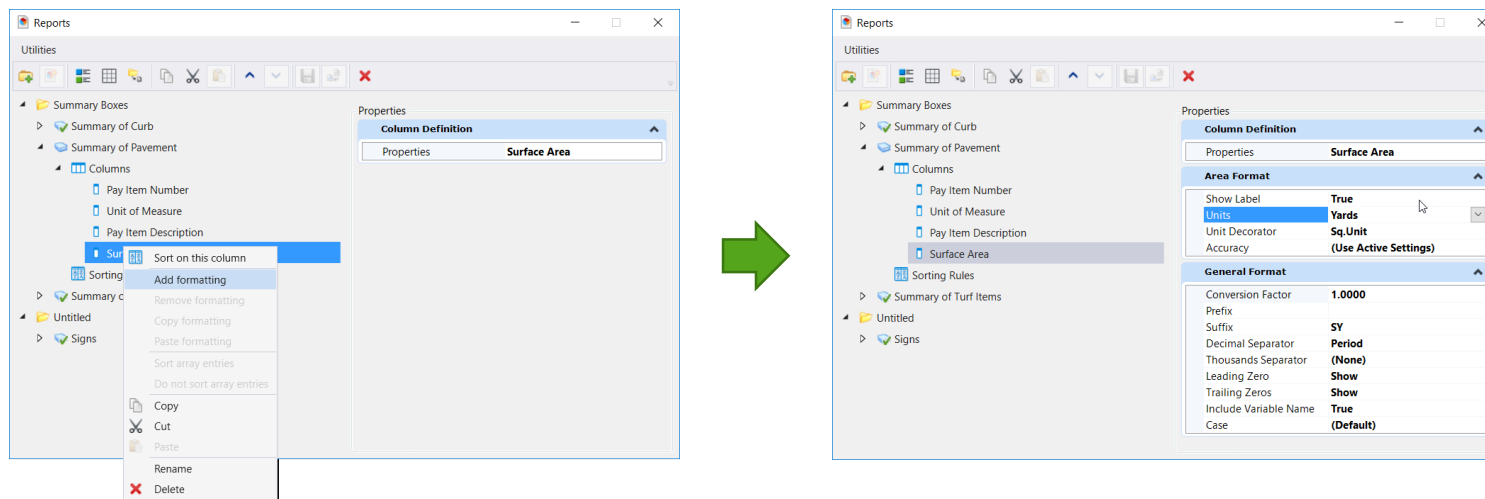 Reports
Utilities
Summary Boxes
Summary of Curb
Summary of Pavement
Columns
Pay Item Number
Unit of Measure
Pay Item Description
Sur
Sorting
Summary o
Untitled
Signs
Sort on this column
Add formatting
Remove formatting
Copy formatting
Paste formatting
Sort array entries
Do not sort array entries
Copy
Cut
Paste
Rename
Delete
Properties
Column Definition
Properties Surface Area
Reports
Utilities
Summary Boxes
Summary of Curb
Summary of Pavement
Columns
Pay Item Number
Unit of Measure
Pay Item Description
Surface Area
Sorting Rules
Summary of Turf Items
Untitled
Signs
Properties
Column Definition
Properties Surface Area
Area Format
Show Label True
Units Yards
Unit Decorator Sq.Unit
Accuracy (Use Active Settings)
General Format
Conversion Factor 1.0000
Prefix
Suffix SY
Decimal Separator Period
Thousands Separator (None)
Leading Zero Show
Trailing Zeros Show
Include Variable Name True
Case (Default)